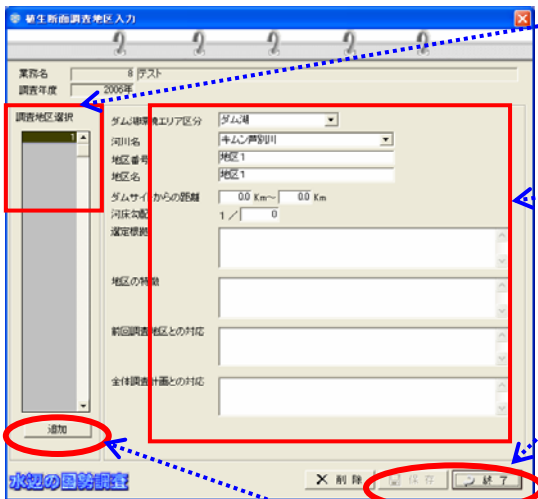 植生断面調査地区入力
業務名 8 テスト
調査年度 2006年
調査地区選択
1
ダム湖環境エリア区分 ダム湖
河川名 キムン芦別川
地区番号 地区1
地区名 地区1
ダムサイトからの距離 0.0 Km～ 0.0 Km
河床勾配 1 ／ 0
選定根拠
地区の特徴
前回調査地区との対応
全体調査計画との対応
追加
水辺の国勢調査
削除 保存 終了